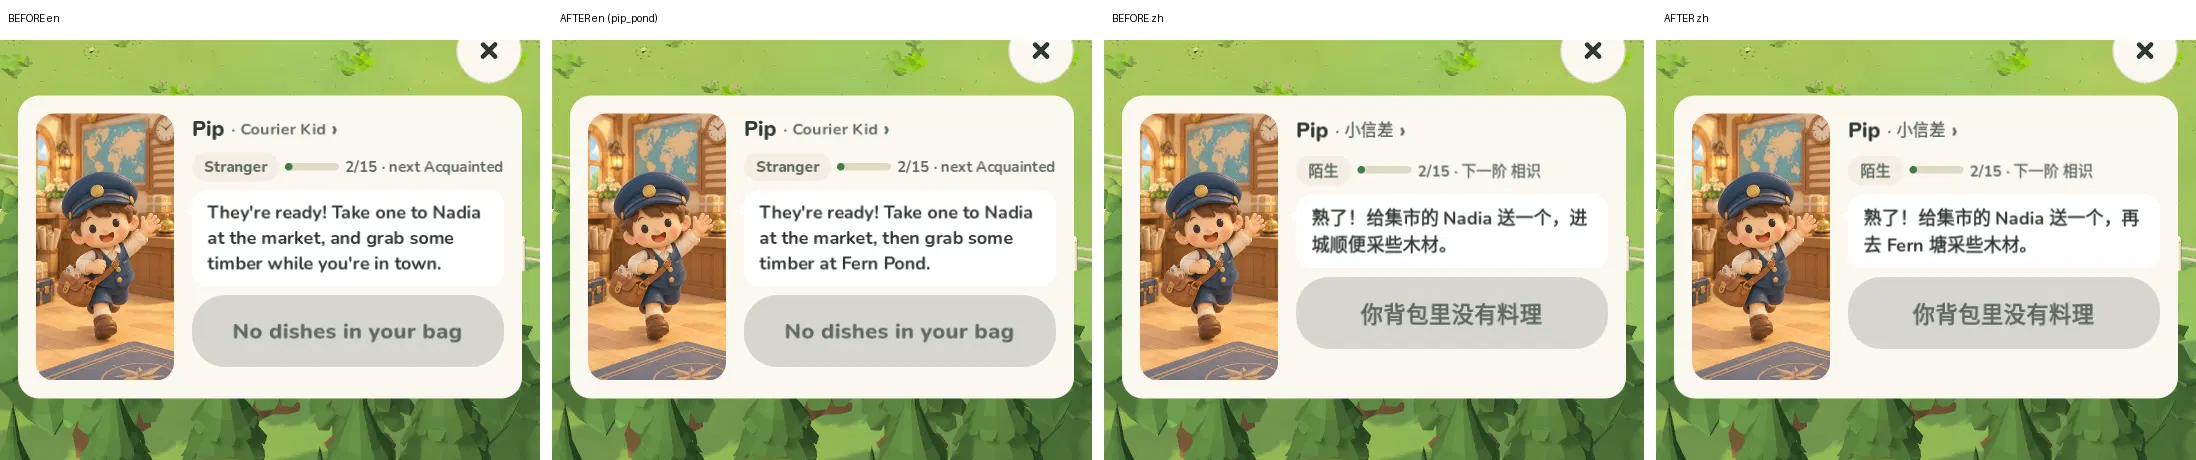 BEFORE en
Pip · Courier Kid ›
Stranger 2/15 · next Acquainted
They're ready! Take one to Nadia
at the market, and grab some
timber while you're in town.
No dishes in your bag
AFTER en (pip_pond)
Pip · Courier Kid ›
Stranger 2/15 · next Acquainted
They're ready! Take one to Nadia
at the market, then grab some
timber at Fern Pond.
No dishes in your bag
BEFORE zh
Pip · 小信差 ›
陌生 2/15 · 下一阶 相识
熟了！给集市的 Nadia 送一个，进
城顺便采些木材。
你背包里没有料理
AFTER zh
Pip · 小信差 ›
陌生 2/15 · 下一阶 相识
熟了！给集市的 Nadia 送一个，再
去 Fern 塘采些木材。
你背包里没有料理